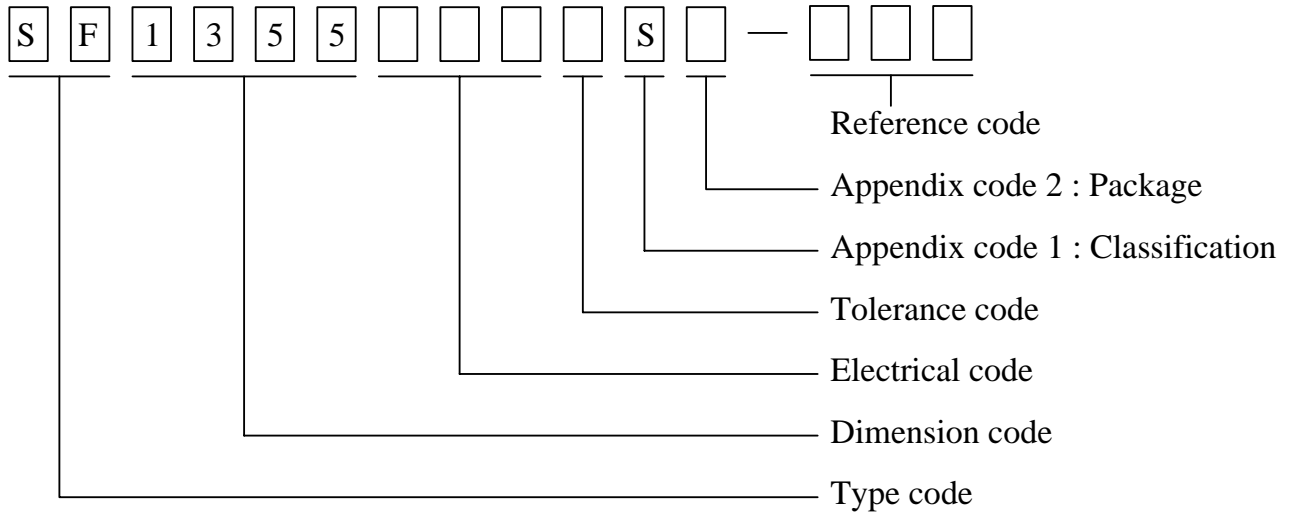 S F 1 3 5 5 S —
Reference code
Appendix code 2 : Package
Appendix code 1 : Classification
Tolerance code
Electrical code
Dimension code
Type code